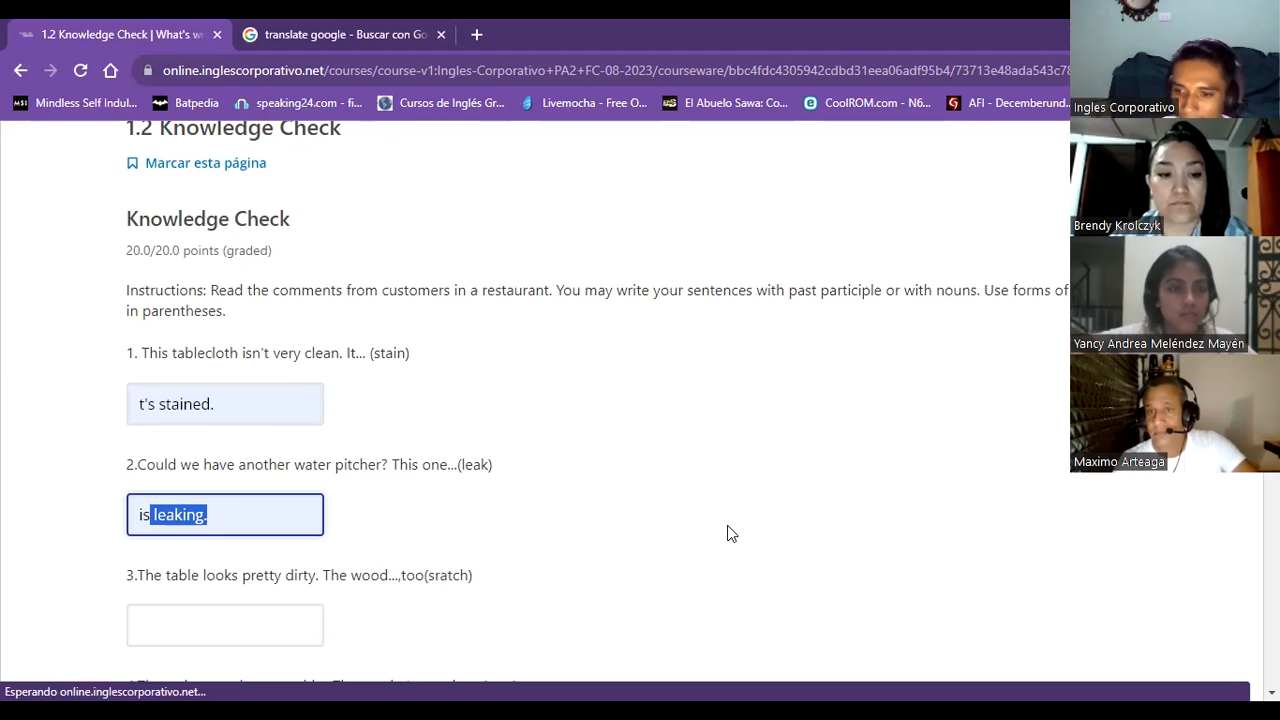 1.2 Knowledge Check | What's w
translate google - Buscar con Go
online.inglescorporativo.net/courses/course-v1:Ingles-Corporativo+PA2+FC-08-2023/courseware/bbc4fdc4305942cdbd31eea06adf95b4/73713e48ada543c78
Mindless Self Indul...
Batpedia
speaking24.com - fi...
Cursos de Inglés Gr...
Livemocha - Free O...
El Abuelo Sawa: Co...
CoolROM.com - N6...
AFI - Decemberund
1.2 Knowledge Check
Marcar esta página
Knowledge Check
20.0/20.0 points (graded)
Instructions: Read the comments from customers in a restaurant. You may write your sentences with past participle or with nouns. Use forms of
in parentheses.
1. This tablecloth isn't very clean. It... (stain)
t's stained.
2.Could we have another water pitcher? This one...(leak)
is leaking.
3.The table looks pretty dirty. The wood...,too(sratch)
Esperando online.inglescorporativo.net...
Ingles Corporativo
Brendy Krolczyk
Yancy Andrea Meléndez Mayén
Maximo Arteaga